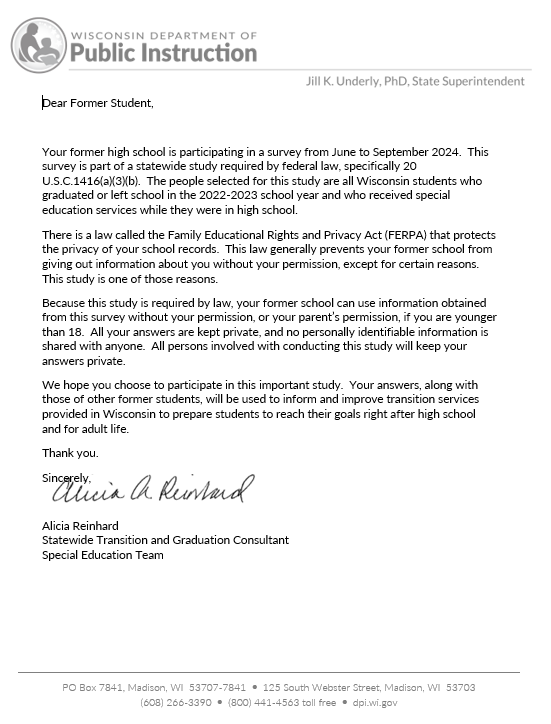 WISCONSIN DEPARTMENT OF
Public Instruction
Jill K. Underly, PhD, State Superintendent
Dear Former Student,
Your former high school is participating in a survey from June to September 2024.  This
survey is part of a statewide study required by federal law, specifically 20
U.S.C.1416(a)(3)(b).  The people selected for this study are all Wisconsin students who
graduated or left school in the 2022-2023 school year and who received special
education services while they were in high school.
There is a law called the Family Educational Rights and Privacy Act (FERPA) that protects
the privacy of your school records.  This law generally prevents your former school from
giving out information about you without your permission, except for certain reasons.
This study is one of those reasons.
Because this study is required by law, your former school can use information obtained
from this survey without your permission, or your parent's permission, if you are younger
than 18.  All your answers are kept private, and no personally identifiable information is
shared with anyone.  All persons involved with conducting this study will keep your
answers private.
We hope you choose to participate in this important study.  Your answers, along with
those of other former students, will be used to inform and improve transition services
provided in Wisconsin to prepare students to reach their goals right after high school
and for adult life.
Thank you.
Sincerely,
Alicia A Reinhard
Alicia Reinhard
Statewide Transition and Graduation Consultant
Special Education Team
PO Box 7841, Madison, WI  53707-7841  •  125 South Webster Street, Madison, WI  53703
(608) 266-3390  •  (800) 441-4563 toll free  •  dpi.wi.gov